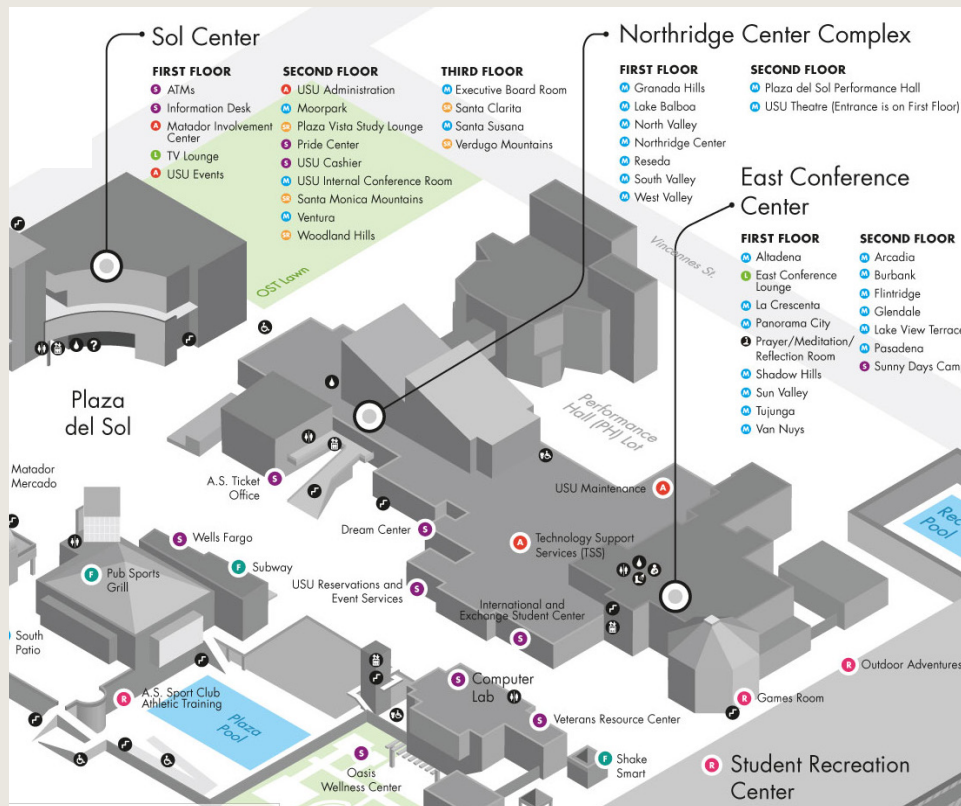 Sol Center
FIRST FLOOR
S ATMs
S Information Desk
A Matador Involvement
Center
L TV Lounge
A USU Events
SECOND FLOOR
A USU Administration
M Moorpark
SR Plaza Vista Study Lounge
S Pride Center
S USU Cashier
M USU Internal Conference Room
SR Santa Monica Mountains
M Ventura
SR Woodland Hills
THIRD FLOOR
M Executive Board Room
SR Santa Clarita
M Santa Susana
SR Verdugo Mountains
Northridge Center Complex
FIRST FLOOR
M Granada Hills
M Lake Balboa
M North Valley
M Northridge Center
M Reseda
M South Valley
M West Valley
SECOND FLOOR
M Plaza del Sol Performance Hall
M USU Theatre (Entrance is on First Floor)
East Conference
Center
FIRST FLOOR
M Altadena
L East Conference
Lounge
M La Crescenta
M Panorama City
Prayer/Meditation/
Reflection Room
M Shadow Hills
M Sun Valley
M Tujunga
M Van Nuys
SECOND FLOOR
M Arcadia
M Burbank
M Flintridge
M Glendale
M Lake View Terrace
M Pasadena
S Sunny Days Camp
Vincennes St.
OST Lawn
?
Plaza
del Sol
Performance
Hall (PH) Lot
Matador
Mercado
A.S. Ticket
Office
S
USU Maintenance
A
Rec
Pool
S
Wells Fargo
Dream Center
S
A
Technology Support
Services (TSS)
F
Subway
F
Pub Sports
Grill
USU Reservations and
Event Services
S
International and
Exchange Student Center
S
South
Patio
R
Outdoor Adventures
S
Computer
Lab
R
A.S. Sport Club
Athletic Training
R
Games Room
Plaza
Pool
S
Veterans Resource Center
S
Oasis
Wellness Center
F
Shake
Smart
R
Student Recreation
Center